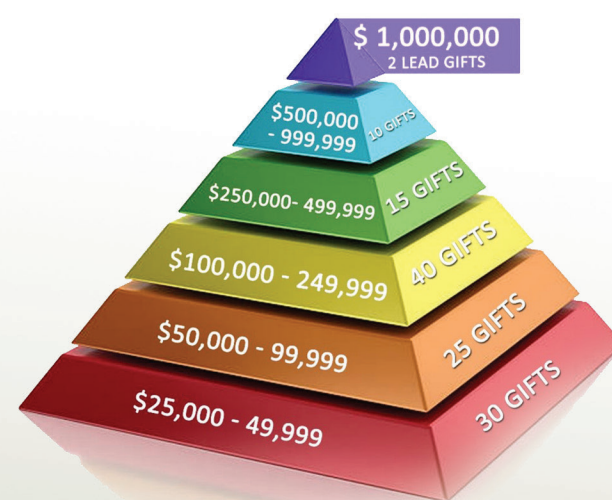 $ 1,000,000
2 LEAD GIFTS
$500,000
- 999,999
10 GIFTS
$250,000- 499,999
15 GIFTS
$100,000 - 249,999
40 GIFTS
$50,000 - 99,999
25 GIFTS
$25,000 - 49,999
30 GIFTS